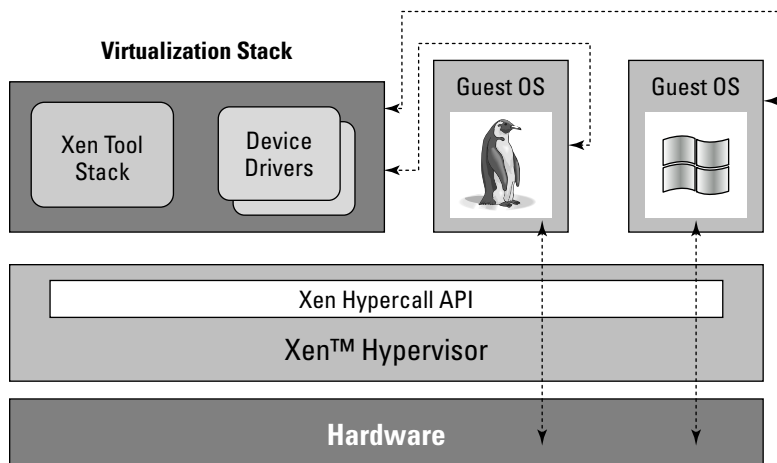 Virtualization Stack
Xen Tool
Stack
Device
Drivers
Guest OS
Guest OS
Xen Hypercall API
Xen™ Hypervisor
Hardware